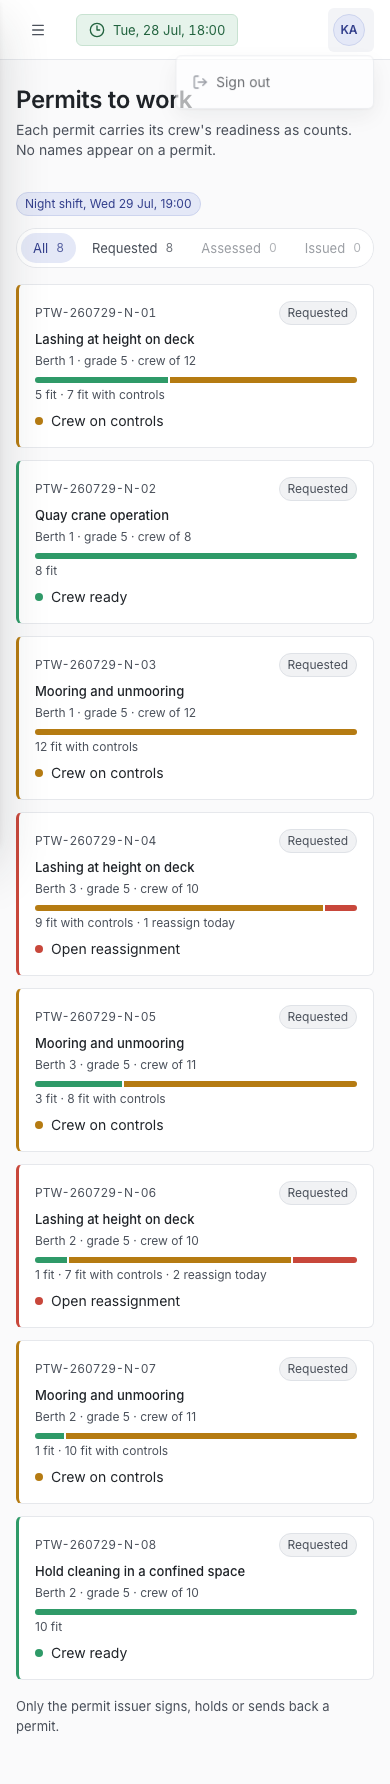 Tue, 28 Jul, 18:00
KA
Sign out
Permits to work
Each permit carries its crew's readiness as counts.
No names appear on a permit.
Night shift, Wed 29 Jul, 19:00
All 8 Requested 8 Assessed 0 Issued 0
PTW-260729-N-01 Requested
Lashing at height on deck
Berth 1 · grade 5 · crew of 12
5 fit · 7 fit with controls
Crew on controls
PTW-260729-N-02 Requested
Quay crane operation
Berth 1 · grade 5 · crew of 8
8 fit
Crew ready
PTW-260729-N-03 Requested
Mooring and unmooring
Berth 1 · grade 5 · crew of 12
12 fit with controls
Crew on controls
PTW-260729-N-04 Requested
Lashing at height on deck
Berth 3 · grade 5 · crew of 10
9 fit with controls · 1 reassign today
Open reassignment
PTW-260729-N-05 Requested
Mooring and unmooring
Berth 3 · grade 5 · crew of 11
3 fit · 8 fit with controls
Crew on controls
PTW-260729-N-06 Requested
Lashing at height on deck
Berth 2 · grade 5 · crew of 10
1 fit · 7 fit with controls · 2 reassign today
Open reassignment
PTW-260729-N-07 Requested
Mooring and unmooring
Berth 2 · grade 5 · crew of 11
1 fit · 10 fit with controls
Crew on controls
PTW-260729-N-08 Requested
Hold cleaning in a confined space
Berth 2 · grade 5 · crew of 10
10 fit
Crew ready
Only the permit issuer signs, holds or sends back a
permit.